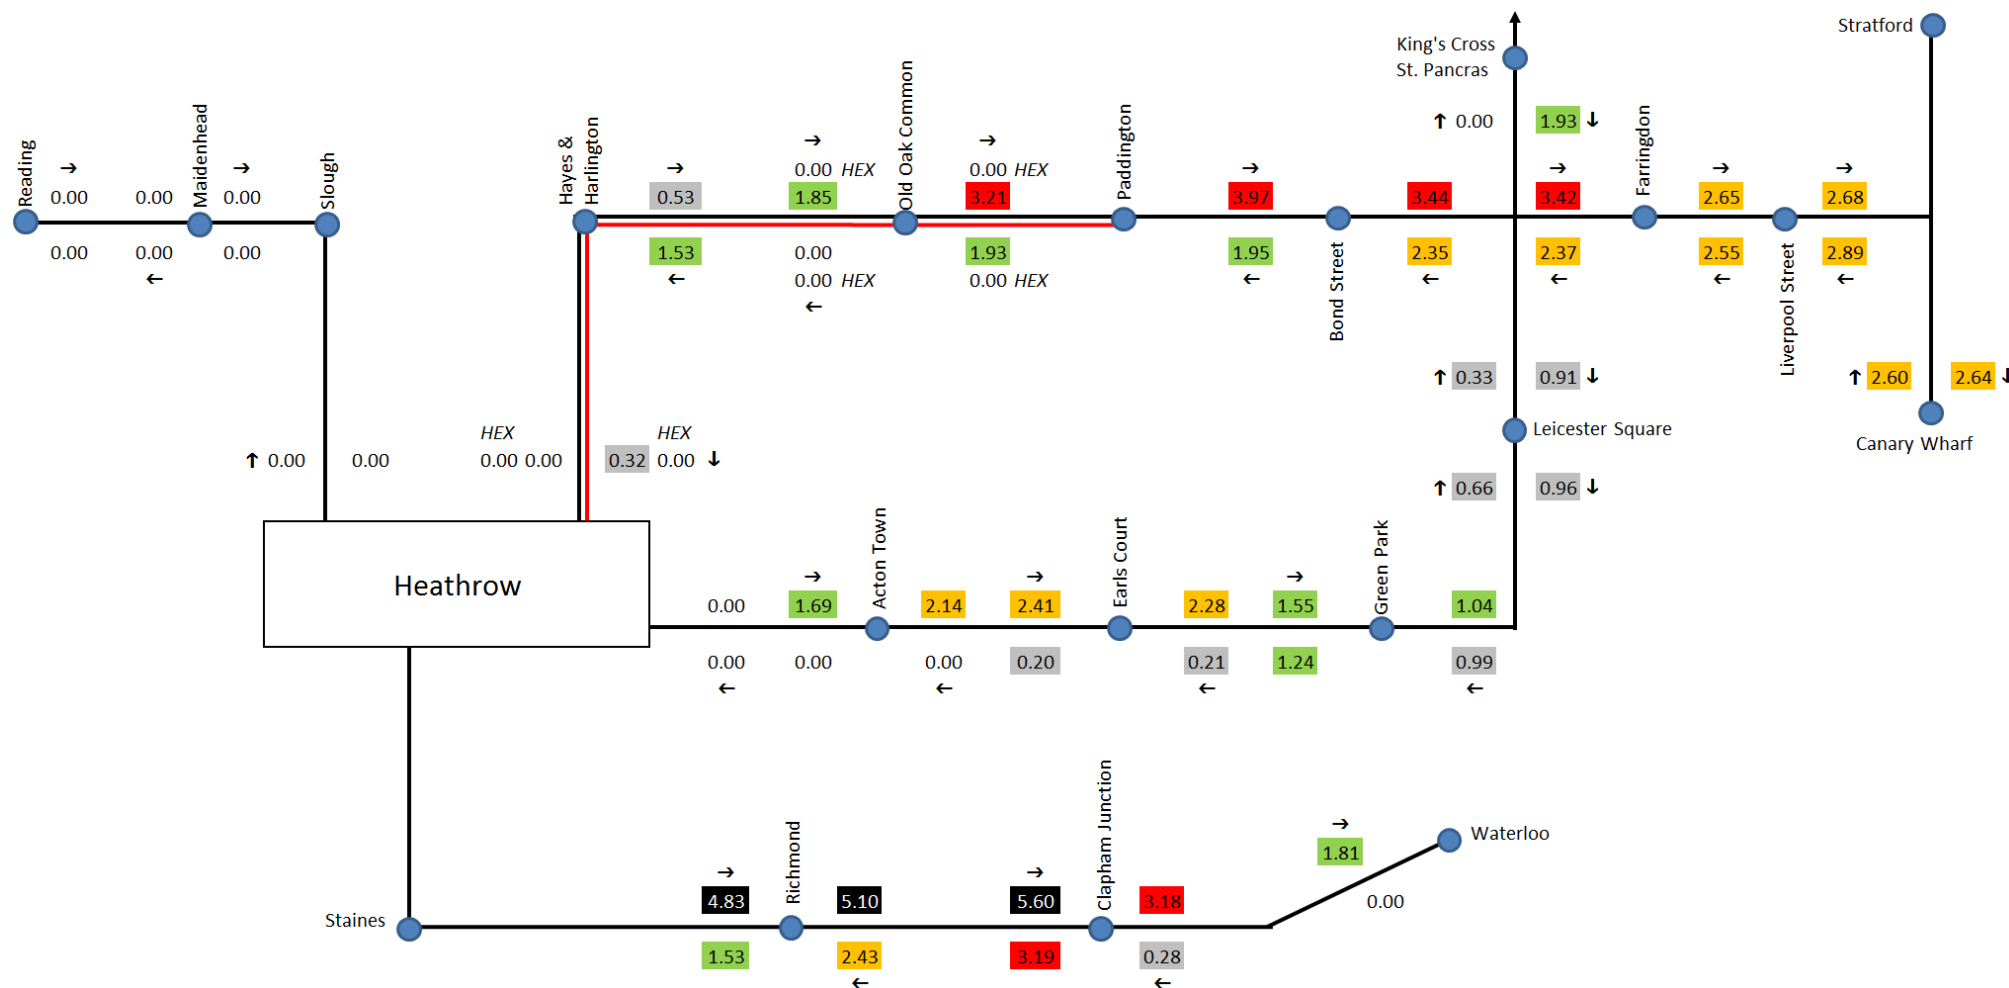 Stratford
King's Cross
St. Pancras
Reading
Maidenhead
Slough
Hayes &
Harlington
Old Oak Common
Paddington
Farringdon
↑ 0.00 1.93 ↓
→ → → → → → → → →
0.00 HEX 0.00 HEX
0.00 0.00 0.00 0.53 1.85 3.21 3.97 3.44 3.42 2.65 2.68
0.00 0.00 0.00 1.53 0.00 1.93 1.95 2.35 2.37 2.55 2.89
← ← ← ← ← ← ←
0.00 HEX 0.00 HEX
←
Bond Street
Liverpool Street
↑ 0.33 0.91 ↓ ↑ 2.60 2.64 ↓
Leicester Square
Canary Wharf
HEX HEX
↑ 0.00 0.00 0.00 0.00 0.32 0.00 ↓
↑ 0.66 0.96 ↓
Heathrow
Acton Town
Earls Court
Green Park
→ → →
0.00 1.69 2.14 2.41 2.28 1.55 1.04
0.00 0.00 0.00 0.20 0.21 1.24 0.99
← ← ← ←
Richmond
Clapham Junction
→
1.81
Waterloo
→ →
4.83 5.10 5.60 3.18 0.00
Staines
1.53 2.43 3.19 0.28
← ←